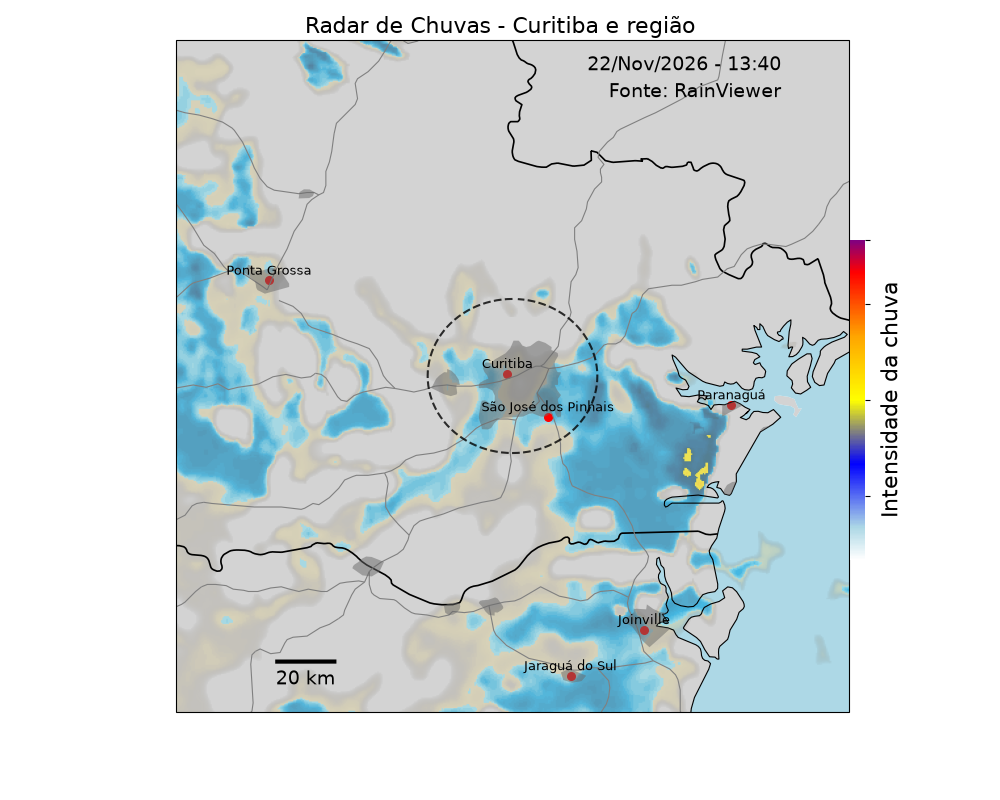 Radar de Chuvas - Curitiba e região
22/Nov/2026 - 13:40
Fonte: RainViewer
Ponta Grossa
Curitiba
Paranaguá
São José dos Pinhais
Intensidade da chuva
Joinville
Jaraguá do Sul
20 km